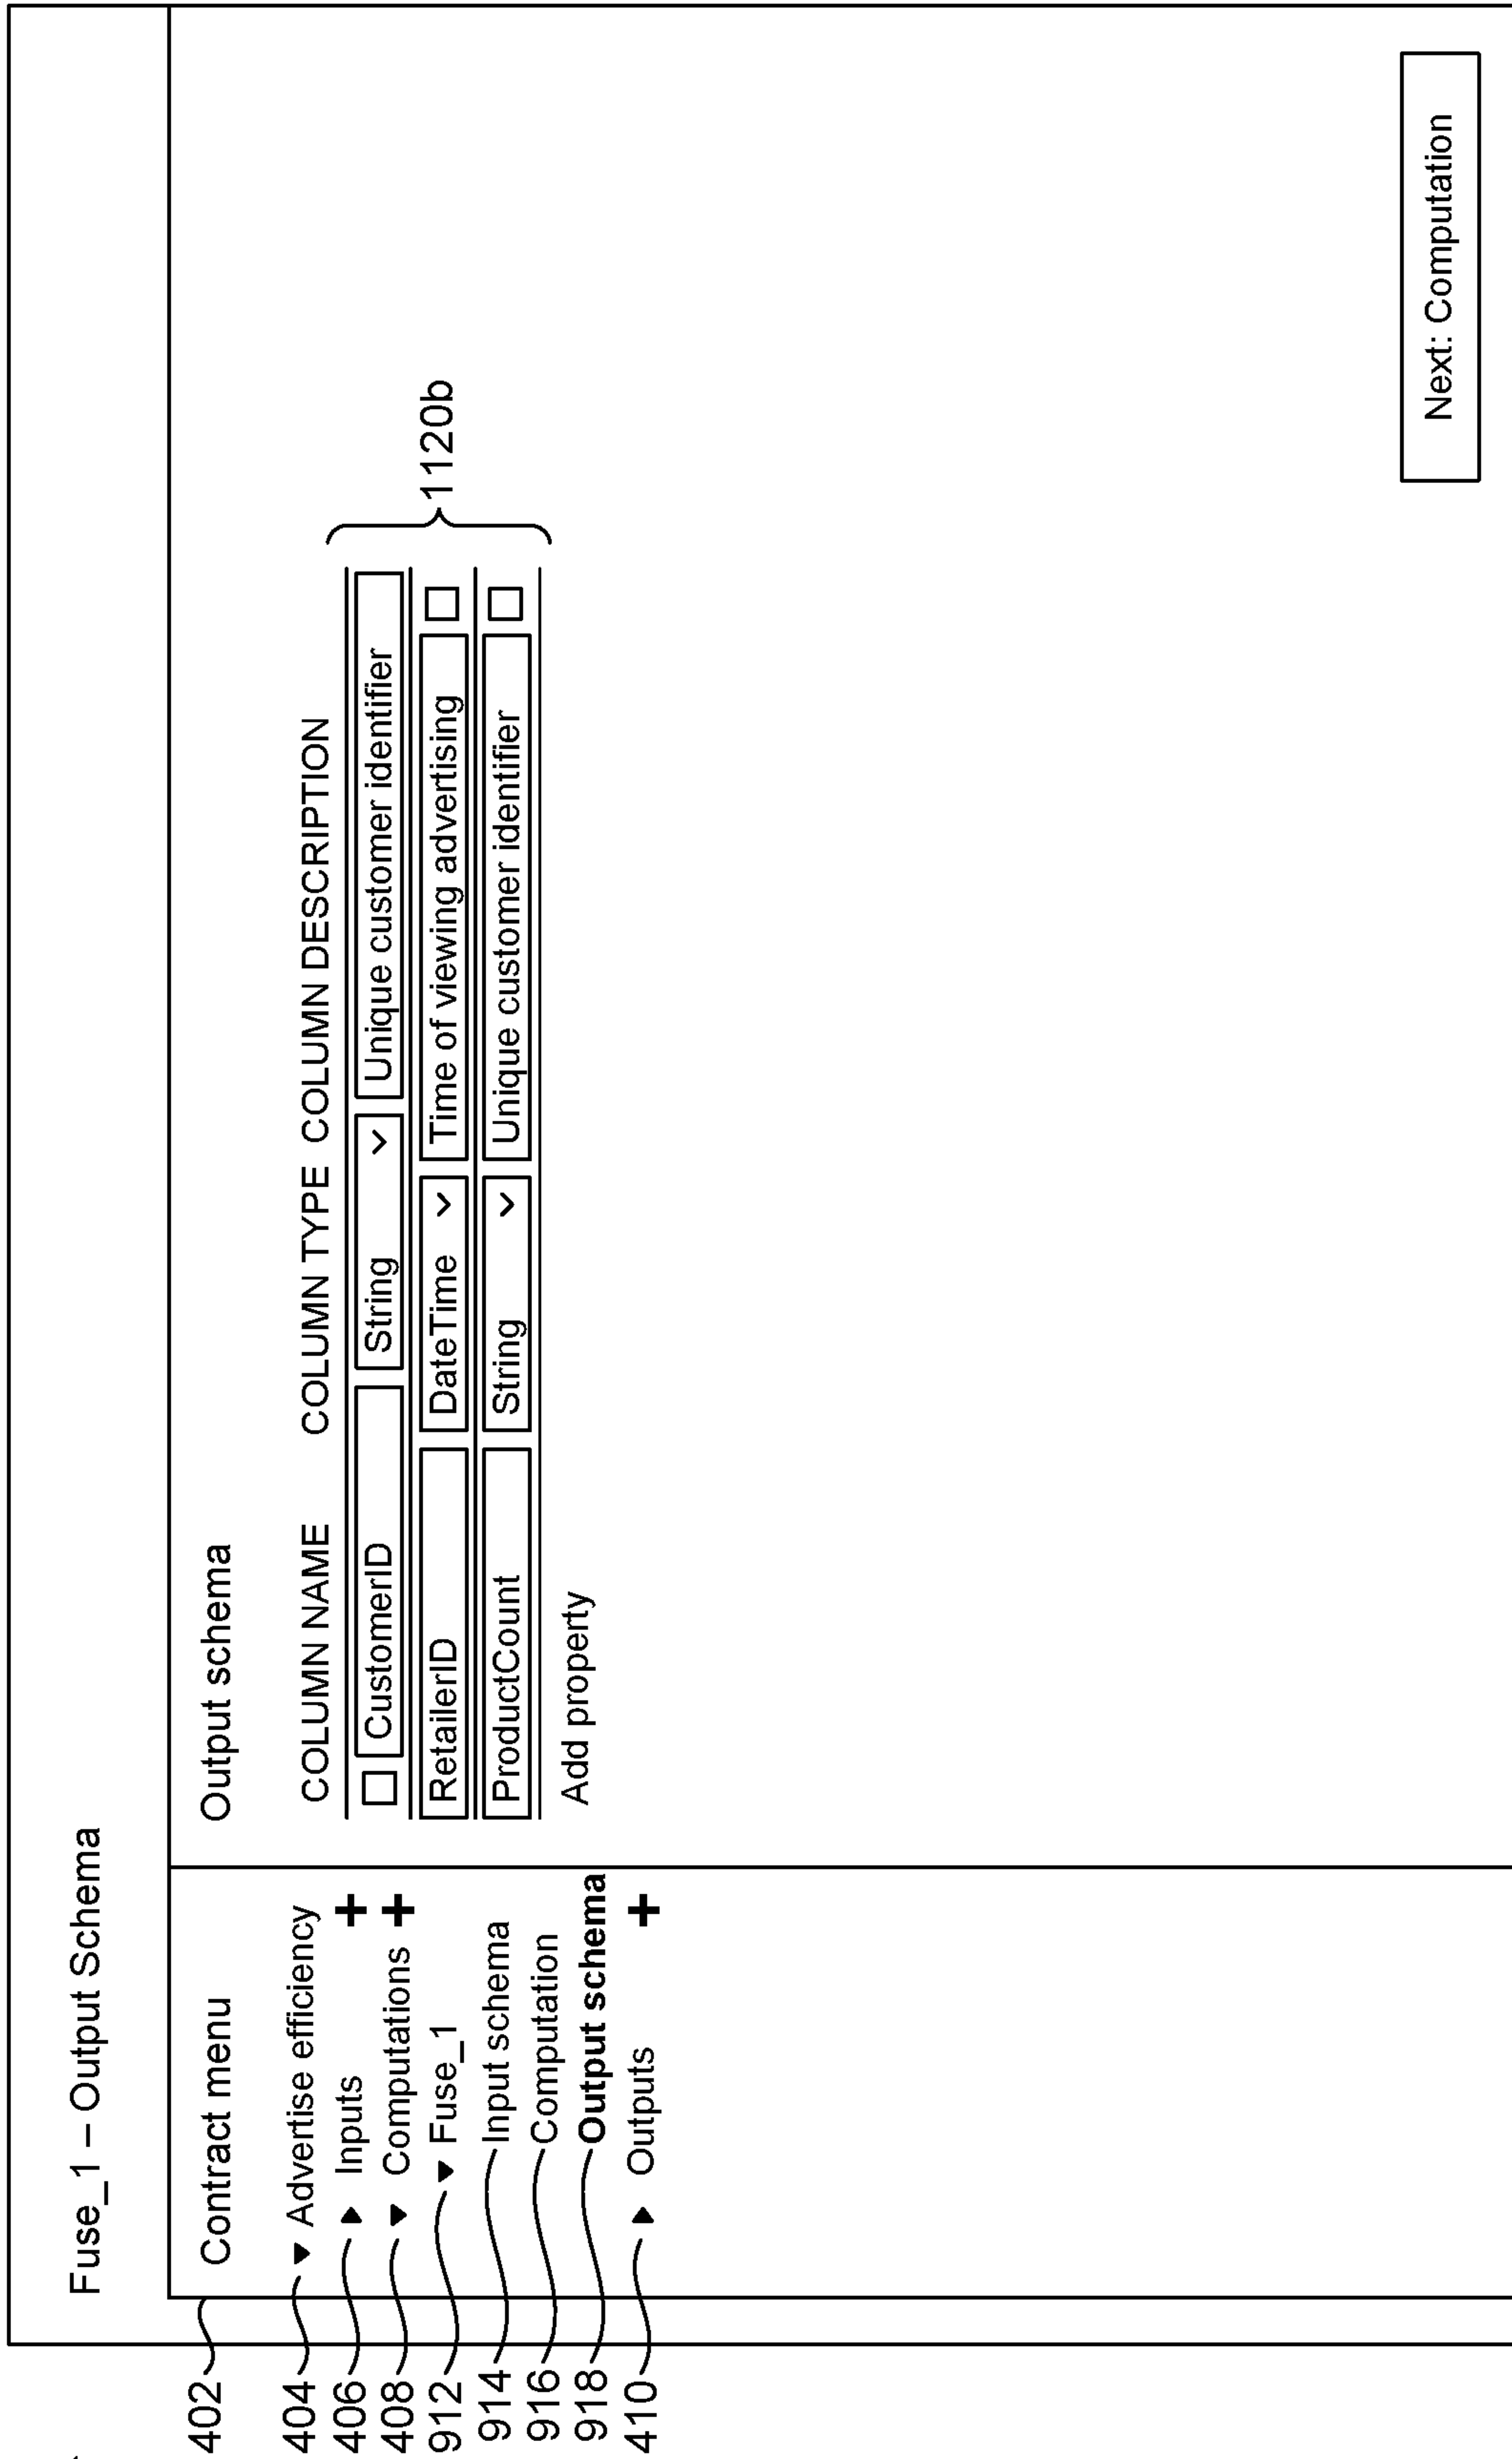 Fuse_1 – Output Schema
402
Contract menu
404
Advertise efficiency
406
Inputs +
408
Computations +
912
Fuse_1
914
Input schema
916
Computation
918
Output schema
410
Outputs +
Output schema
COLUMN NAME COLUMN TYPE COLUMN DESCRIPTION
CustomerID String Unique customer identifier
RetailerID DateTime Time of viewing advertising
ProductCount String Unique customer identifier
Add property
1120b
Next: Computation